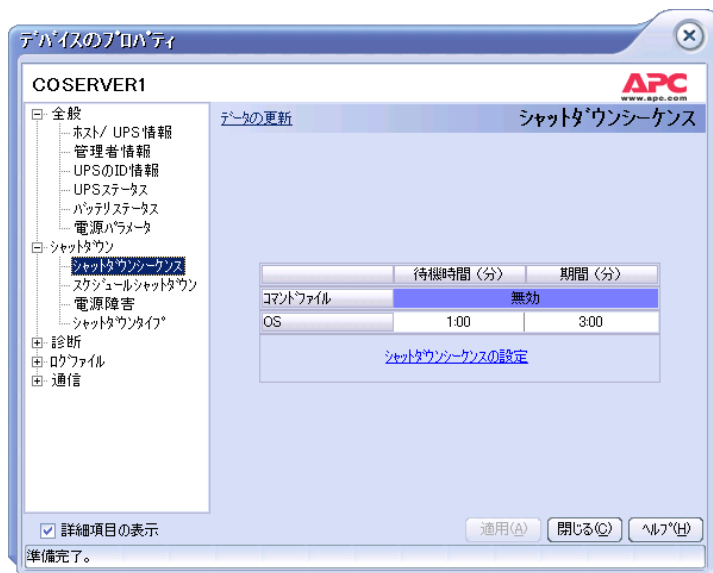 デバイスのプロパティ
COSERVER1
APC
www.apc.com
全般
ホスト/ UPS情報
管理者情報
UPSのID情報
UPSステータス
バッテリステータス
電源パラメータ
シャットダウン
シャットダウンシーケンス
スケジュールシャットダウン
電源障害
シャットダウンタイプ
診断
ログファイル
通信
データの更新
シャットダウンシーケンス
待機時間（分） 期間（分）
コマンドファイル 無効
OS 1:00 3:00
シャットダウンシーケンスの設定
詳細項目の表示
適用(A) 閉じる(C) ヘルプ(H)
準備完了。